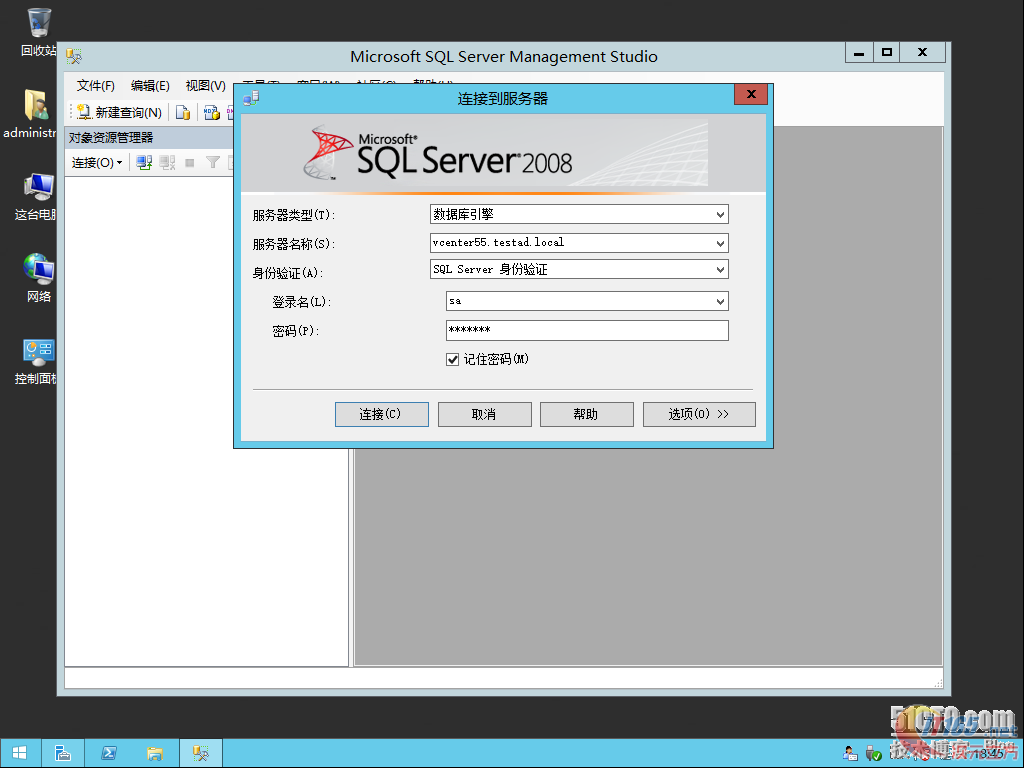 回收站
administr
这台电脑
网络
控制面板
Microsoft SQL Server Management Studio
文件(F) 编辑(E) 视图(V)
新建查询(N)
对象资源管理器
连接(O)
连接到服务器
Microsoft®
SQL Server® 2008
服务器类型(T): 数据库引擎
服务器名称(S): vcenter55.testad.local
身份验证(A): SQL Server 身份验证
登录名(L): sa
密码(P): *******
记住密码(M)
连接(C) 取消 帮助 选项(O) >>
51CTO.com
技术博客 Blog
18:45